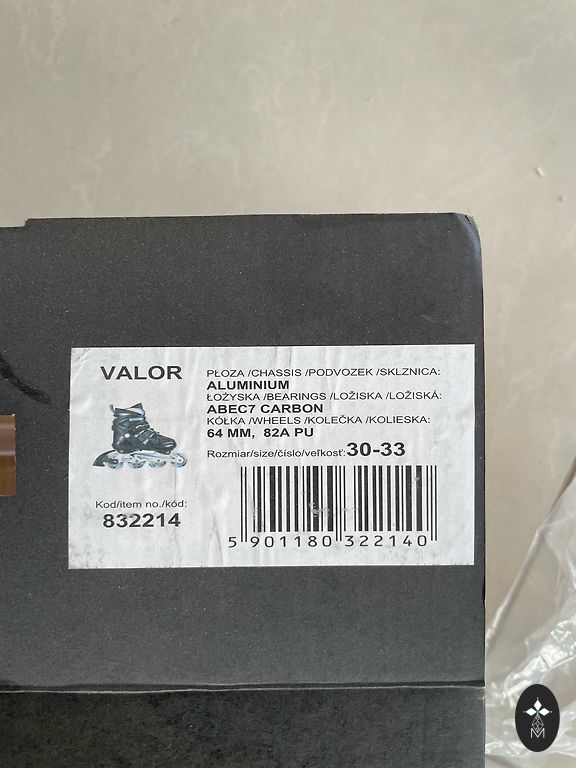 VALOR
PŁOZA /CHASSIS /PODVOZEK /SKLZNICA:
ALUMINIUM
ŁOŻYSKA /BEARINGS /LOŽISKA /LOŽISKÁ:
ABEC7 CARBON
KÓŁKA /WHEELS /KOLEČKA /KOLIESKA:
64 MM, 82A PU
Rozmiar/size/číslo/veľkosť:30-33
Kod/item no./kód:
832214
5 901180 322140
M